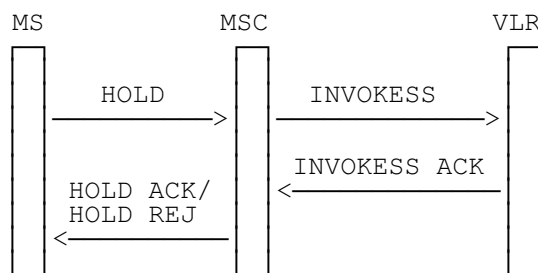 MS MSC VLR
HOLD INVOKESS
INVOKESS ACK
HOLD ACK/
HOLD REJ